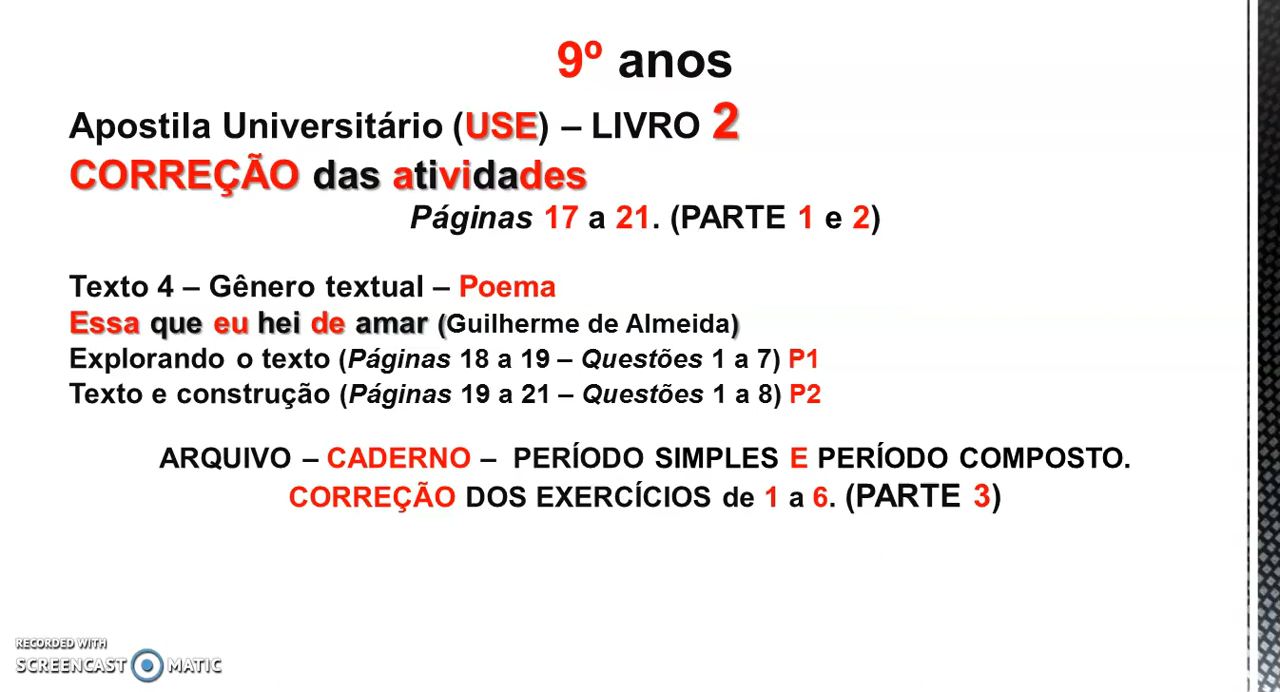 9º anos
Apostila Universitário (USE) – LIVRO 2
CORREÇÃO das atividades
Páginas 17 a 21. (PARTE 1 e 2)
Texto 4 – Gênero textual – Poema
Essa que eu hei de amar (Guilherme de Almeida)
Explorando o texto (Páginas 18 a 19 – Questões 1 a 7) P1
Texto e construção (Páginas 19 a 21 – Questões 1 a 8) P2
ARQUIVO – CADERNO – PERÍODO SIMPLES E PERÍODO COMPOSTO.
CORREÇÃO DOS EXERCÍCIOS de 1 a 6. (PARTE 3)
RECORDED WITH
SCREENCAST MATIC